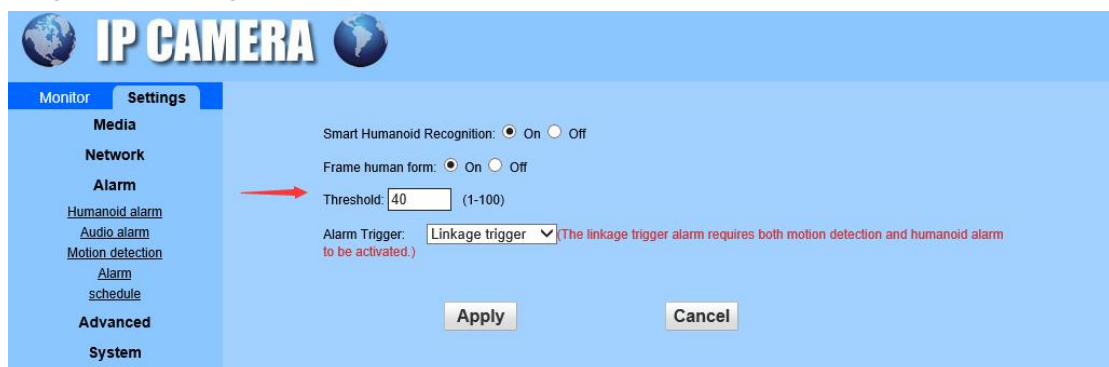 IP CAMERA
Monitor Settings
Media
Network
Alarm
Humanoid alarm
Audio alarm
Motion detection
Alarm
schedule
Advanced
System
Smart Humanoid Recognition: On Off
Frame human form: On Off
Threshold: 40 (1-100)
Alarm Trigger: Linkage trigger (The linkage trigger alarm requires both motion detection and humanoid alarm
to be activated.)
Apply Cancel